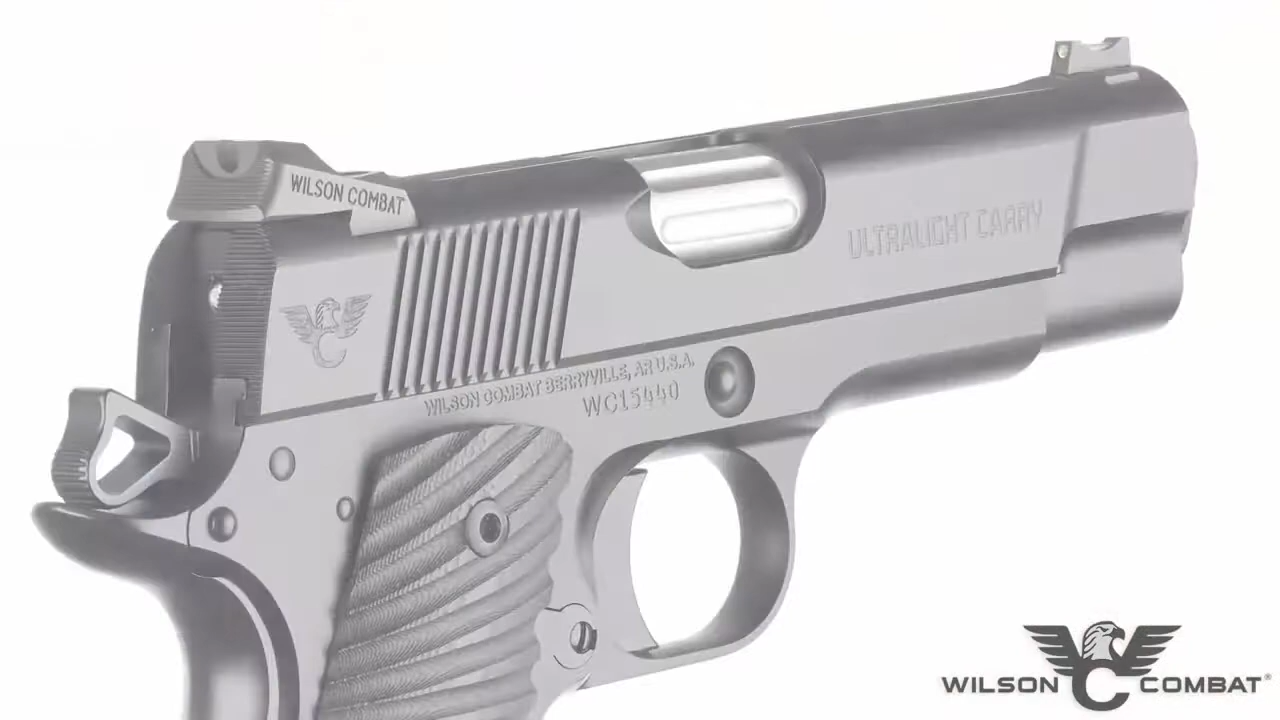 WILSON COMBAT
ULTRALIGHT CARRY
WILSON COMBAT BERRYVILLE, AR U.S.A.
WC15440
WILSON COMBAT®